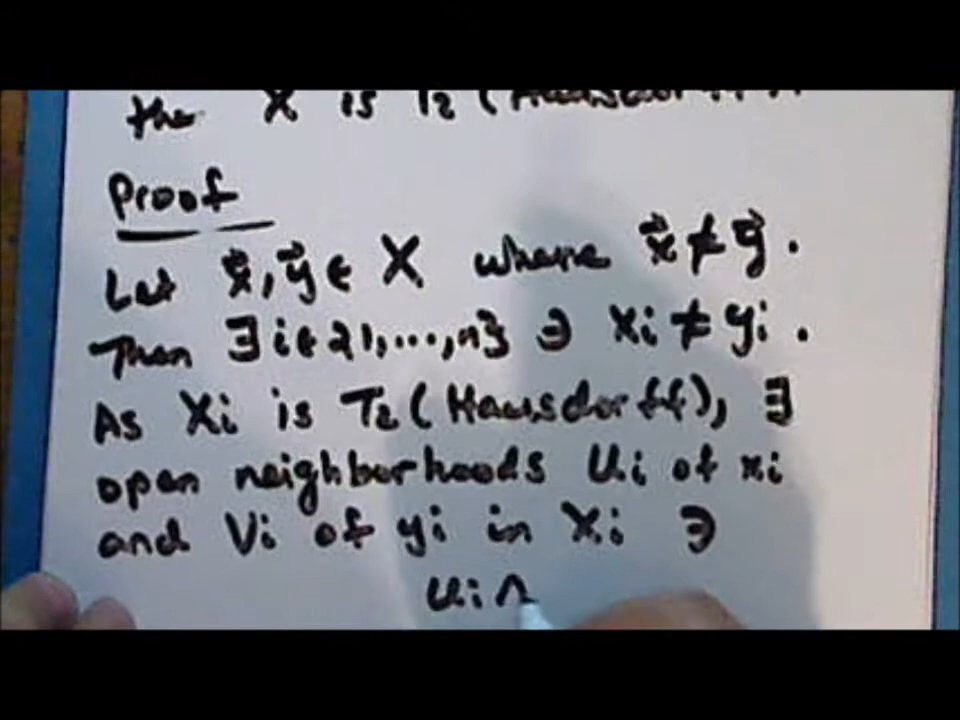 the X is T₂ (Hausdorff).
Proof
Let x⃗, y⃗ ∈ X where x⃗ ≠ y⃗.
Then ∃ i ∈ {1,...,n} ∋ xi ≠ yi.
As Xi is T₂ (Hausdorff), ∃
open neighborhoods Ui of xi
and Vi of yi in Xi ∋
Ui ∩